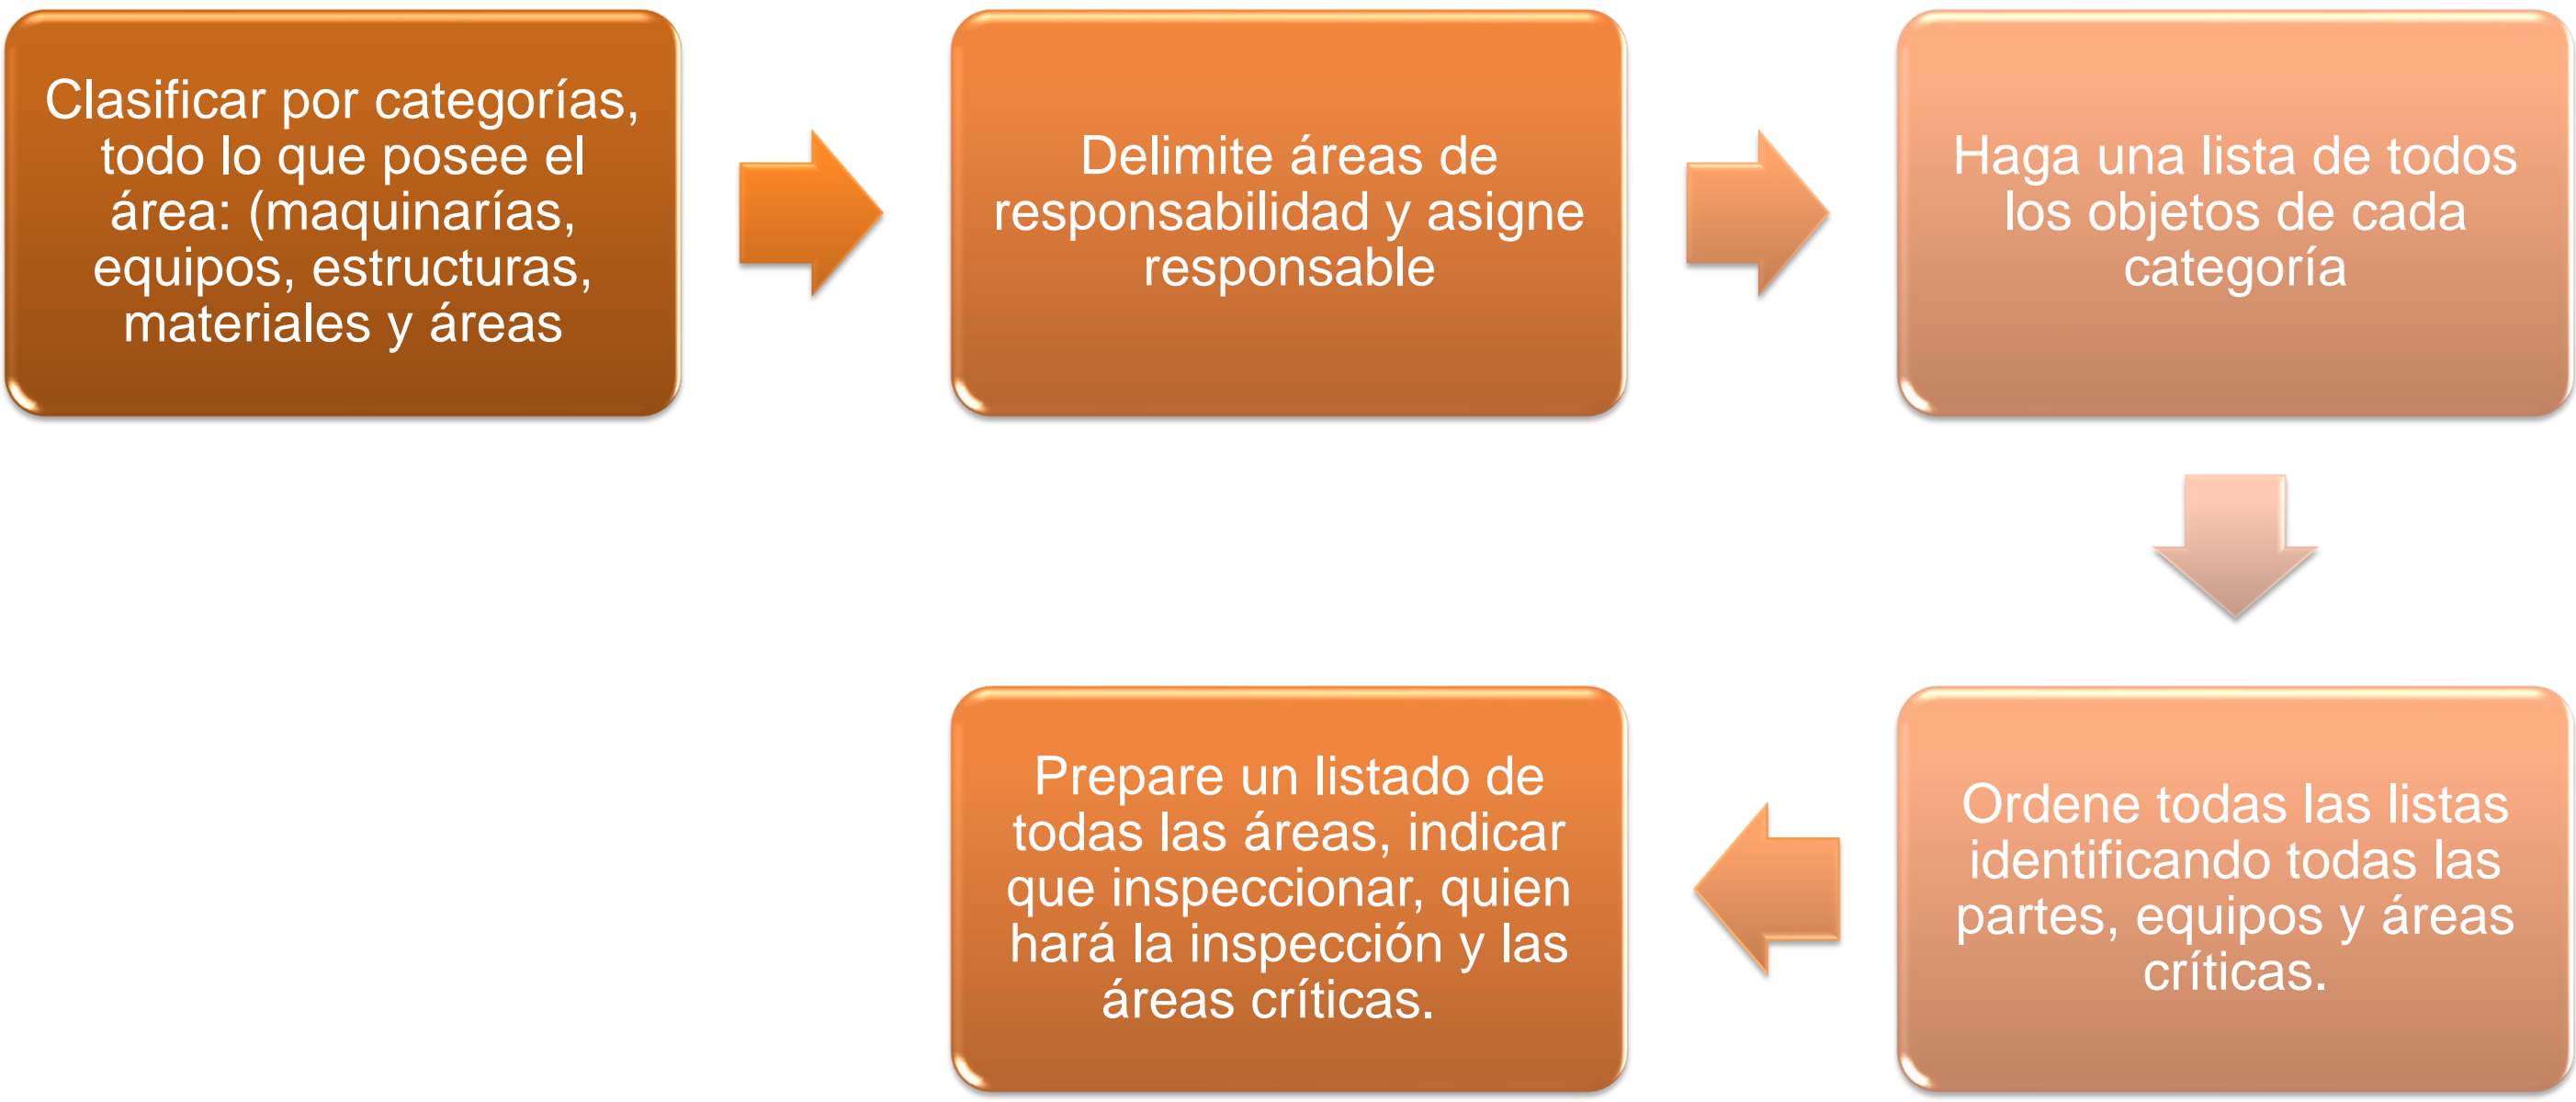 Clasificar por categorías,
todo lo que posee el
área: (maquinarías,
equipos, estructuras,
materiales y áreas
Delimite áreas de
responsabilidad y asigne
responsable
Haga una lista de todos
los objetos de cada
categoría
Ordene todas las listas
identificando todas las
partes, equipos y áreas
críticas.
Prepare un listado de
todas las áreas, indicar
que inspeccionar, quien
hará la inspección y las
áreas críticas.